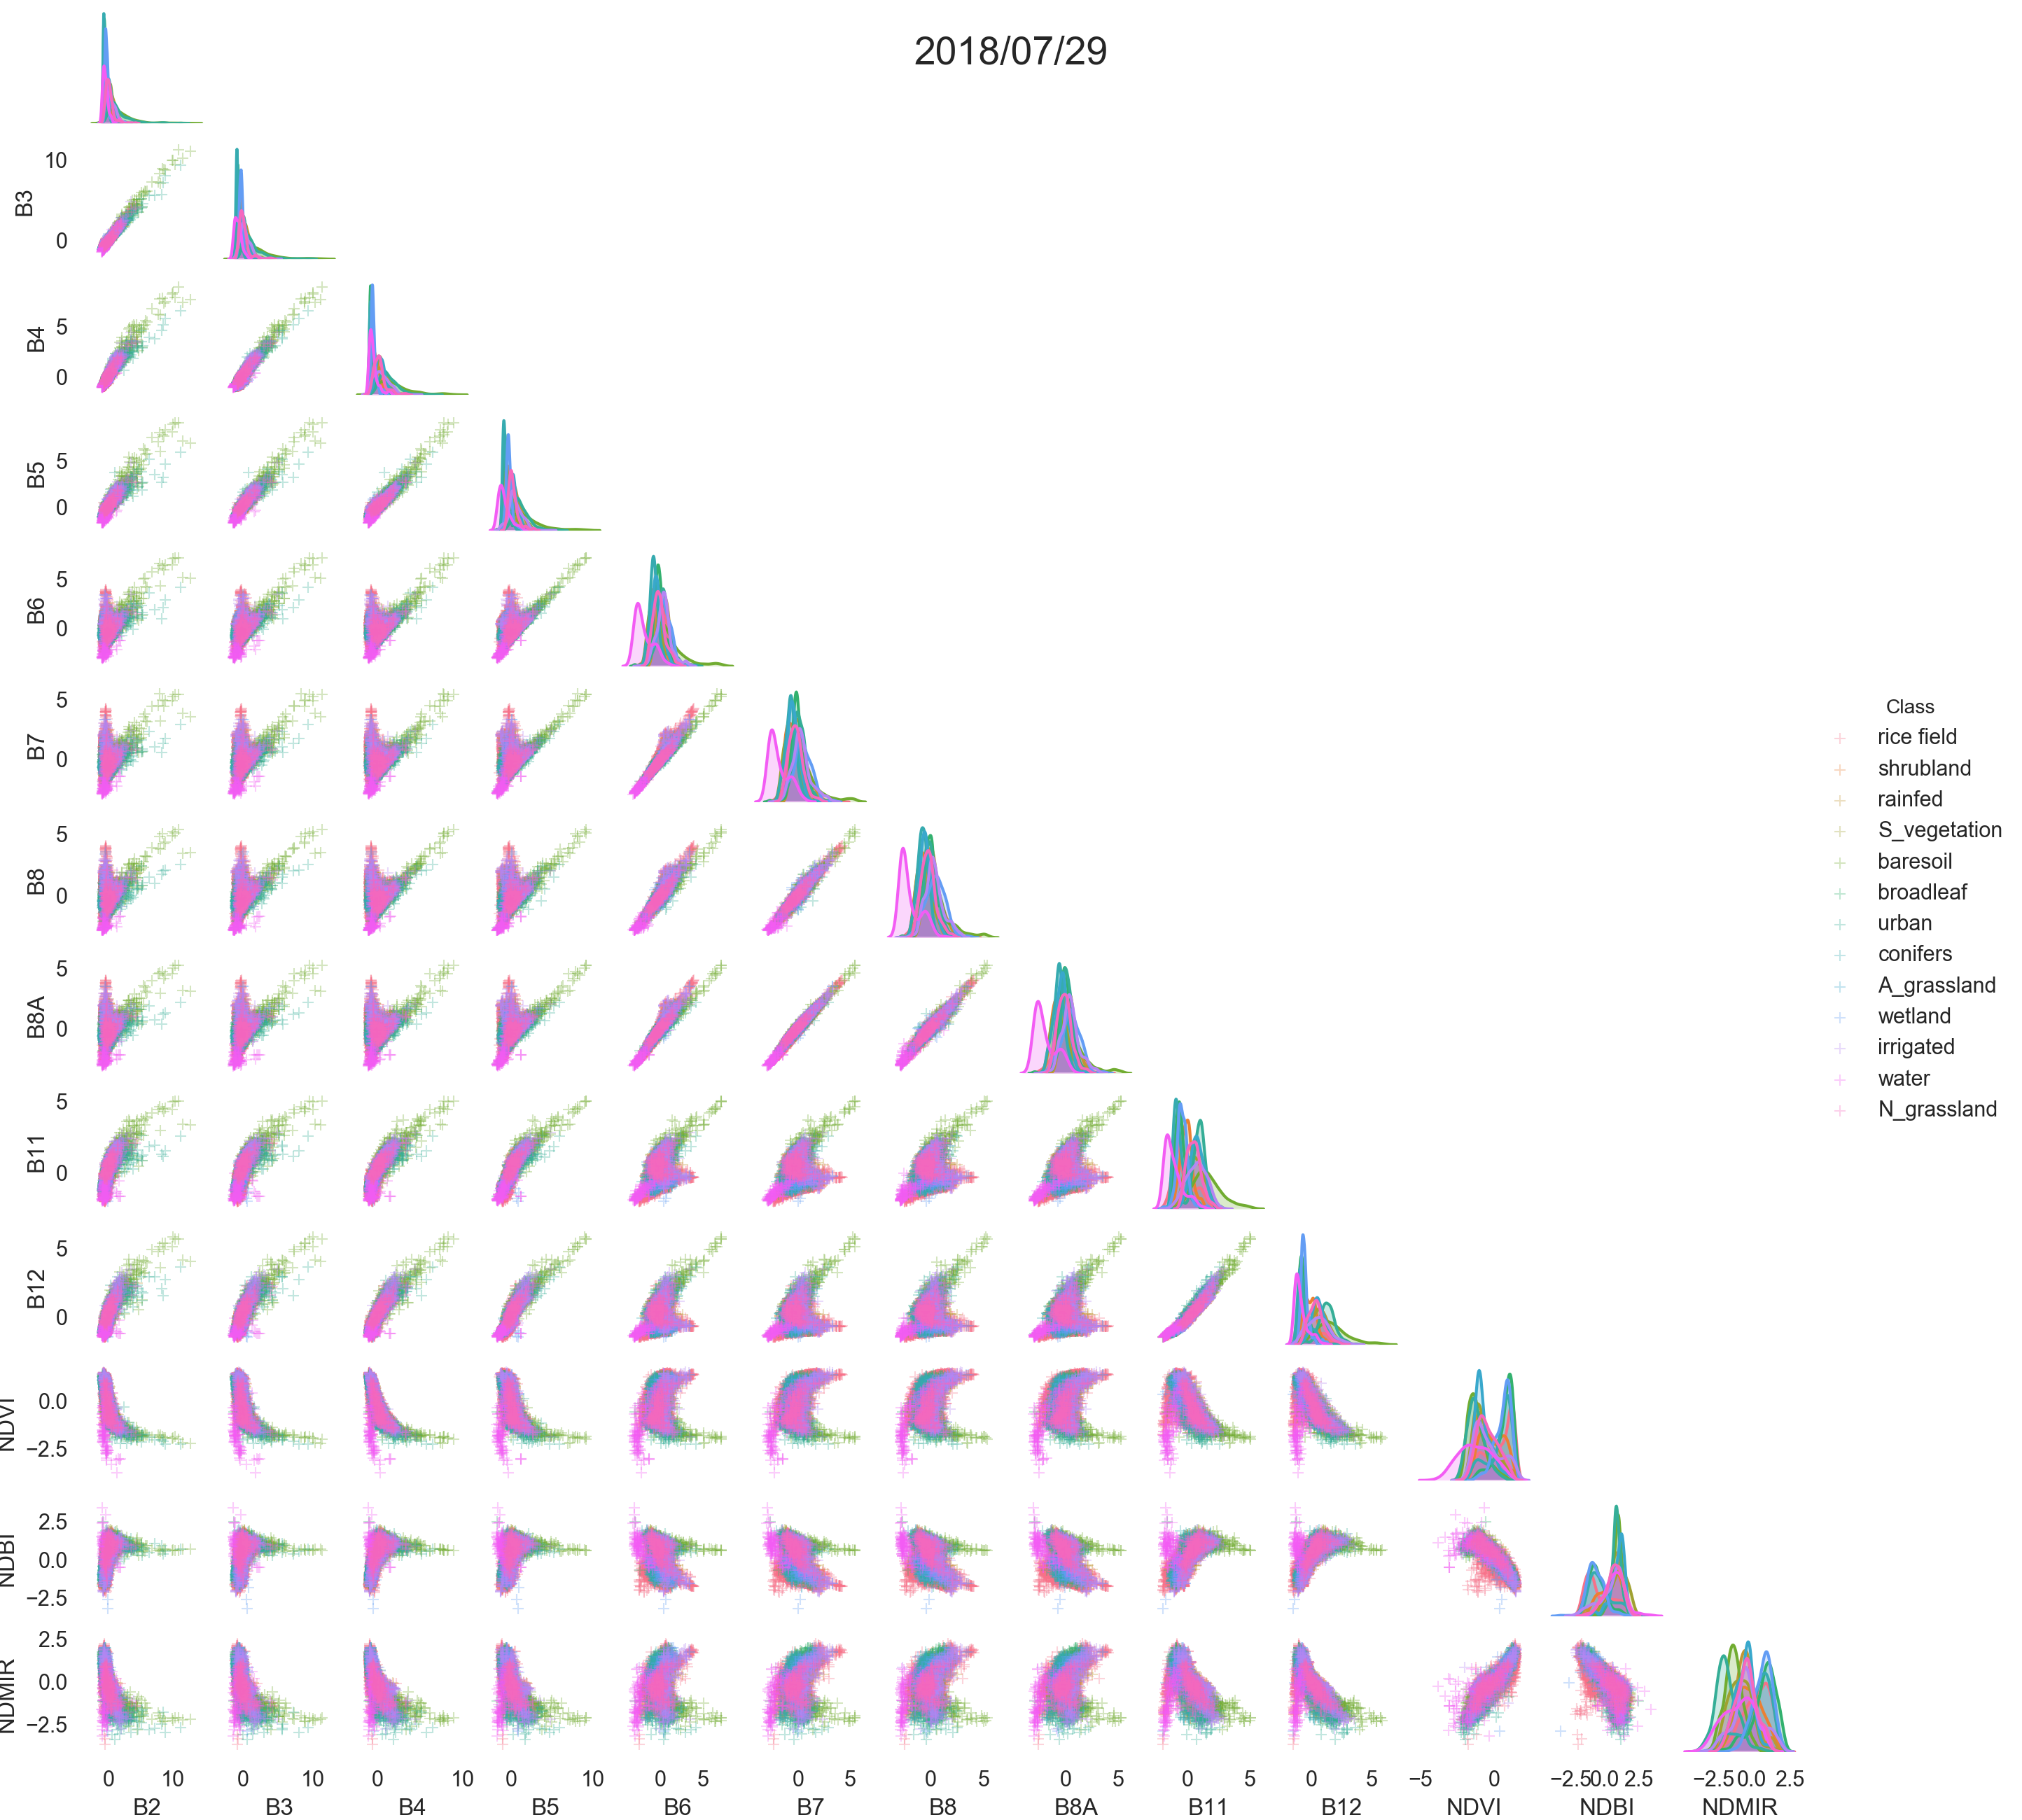 2018/07/29
B3
10
0
B4
5
0
B5
5
0
B6
5
0
B7
5
0
B8
5
0
B8A
5
0
B11
5
0
B12
5
0
NDVI
0.0
−2.5
NDBI
2.5
0.0
−2.5
NDMIR
2.5
0.0
−2.5
0 10 0 10 0 10 0 10 0 5 0 5 0 5 0 5 0 5 0 5 −5 0 −2.5 0.0 2.5 −2.5 0.0 2.5
B2 B3 B4 B5 B6 B7 B8 B8A B11 B12 NDVI NDBI NDMIR
Class
rice field
shrubland
rainfed
S_vegetation
baresoil
broadleaf
urban
conifers
A_grassland
wetland
irrigated
water
N_grassland